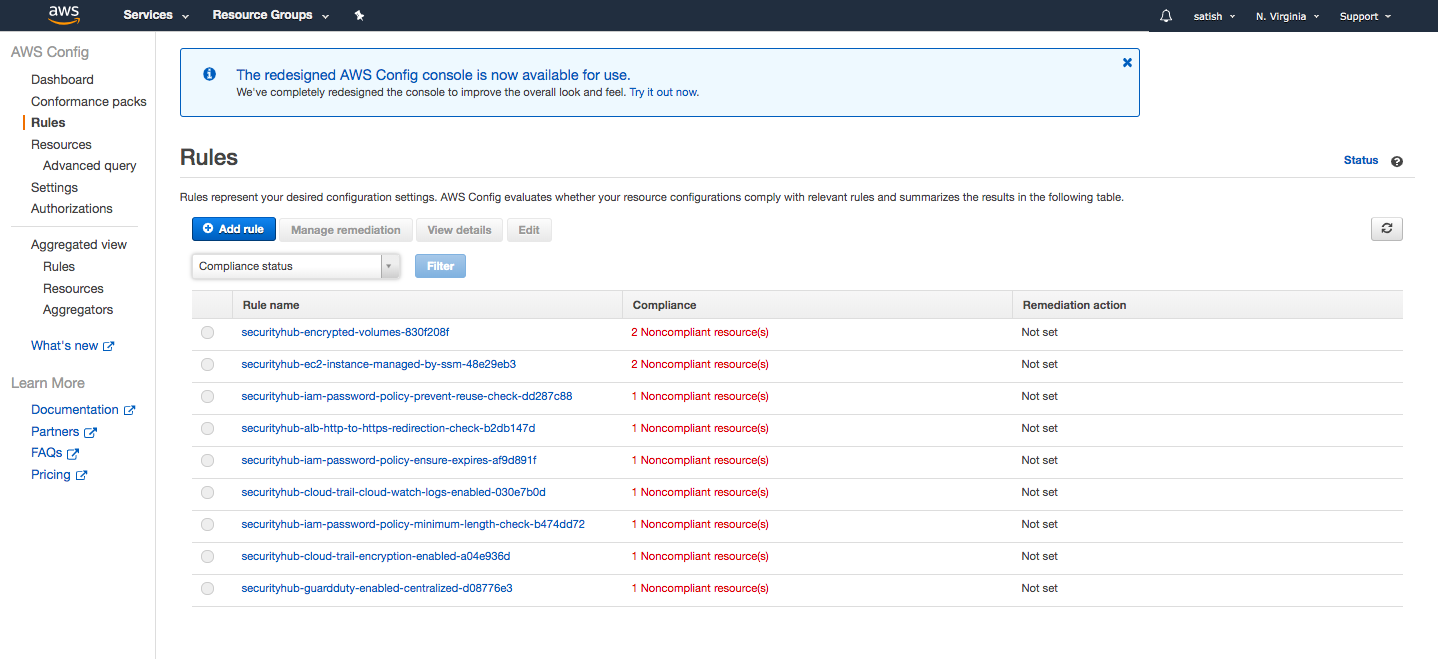 aws Services Resource Groups satish N. Virginia Support
AWS Config
Dashboard
Conformance packs
Rules
Resources
Advanced query
Settings
Authorizations
Aggregated view
Rules
Resources
Aggregators
What's new
Learn More
Documentation
Partners
FAQs
Pricing
The redesigned AWS Config console is now available for use.
We've completely redesigned the console to improve the overall look and feel. Try it out now.
Rules
Status
Rules represent your desired configuration settings. AWS Config evaluates whether your resource configurations comply with relevant rules and summarizes the results in the following table.
Add rule Manage remediation View details Edit
Compliance status Filter
Rule name Compliance Remediation action
securityhub-encrypted-volumes-830f208f 2 Noncompliant resource(s) Not set
securityhub-ec2-instance-managed-by-ssm-48e29eb3 2 Noncompliant resource(s) Not set
securityhub-iam-password-policy-prevent-reuse-check-dd287c88 1 Noncompliant resource(s) Not set
securityhub-alb-http-to-https-redirection-check-b2db147d 1 Noncompliant resource(s) Not set
securityhub-iam-password-policy-ensure-expires-af9d891f 1 Noncompliant resource(s) Not set
securityhub-cloud-trail-cloud-watch-logs-enabled-030e7b0d 1 Noncompliant resource(s) Not set
securityhub-iam-password-policy-minimum-length-check-b474dd72 1 Noncompliant resource(s) Not set
securityhub-cloud-trail-encryption-enabled-a04e936d 1 Noncompliant resource(s) Not set
securityhub-guardduty-enabled-centralized-d08776e3 1 Noncompliant resource(s) Not set